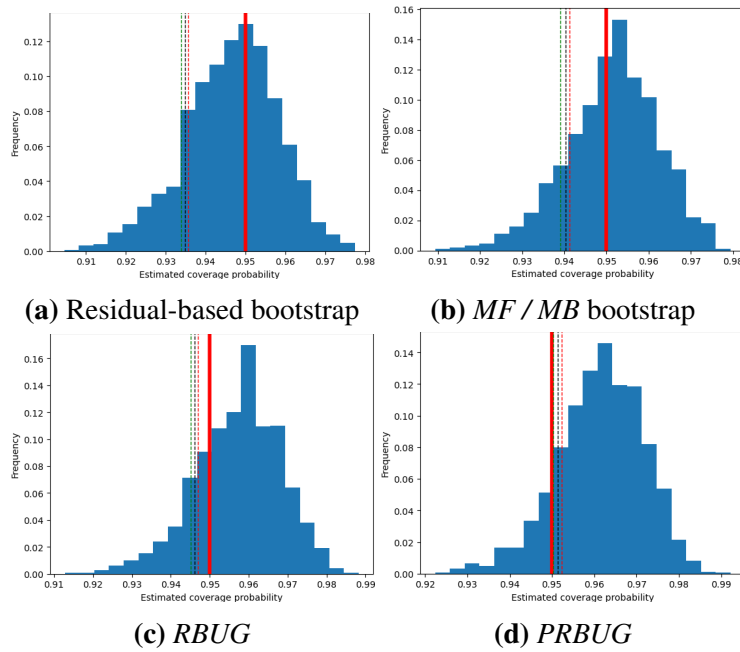 0.12
0.10
0.08
0.06
0.04
0.02
0.00
Frequency
0.91 0.92 0.93 0.94 0.95 0.96 0.97 0.98
Estimated coverage probability
(a) Residual-based bootstrap
0.16
0.14
0.12
0.10
0.08
0.06
0.04
0.02
0.00
Frequency
0.91 0.92 0.93 0.94 0.95 0.96 0.97 0.98
Estimated coverage probability
(b) MF / MB bootstrap
0.16
0.14
0.12
0.10
0.08
0.06
0.04
0.02
0.00
Frequency
0.91 0.92 0.93 0.94 0.95 0.96 0.97 0.98 0.99
Estimated coverage probability
(c) RBUG
0.14
0.12
0.10
0.08
0.06
0.04
0.02
0.00
Frequency
0.92 0.93 0.94 0.95 0.96 0.97 0.98 0.99
Estimated coverage probability
(d) PRBUG